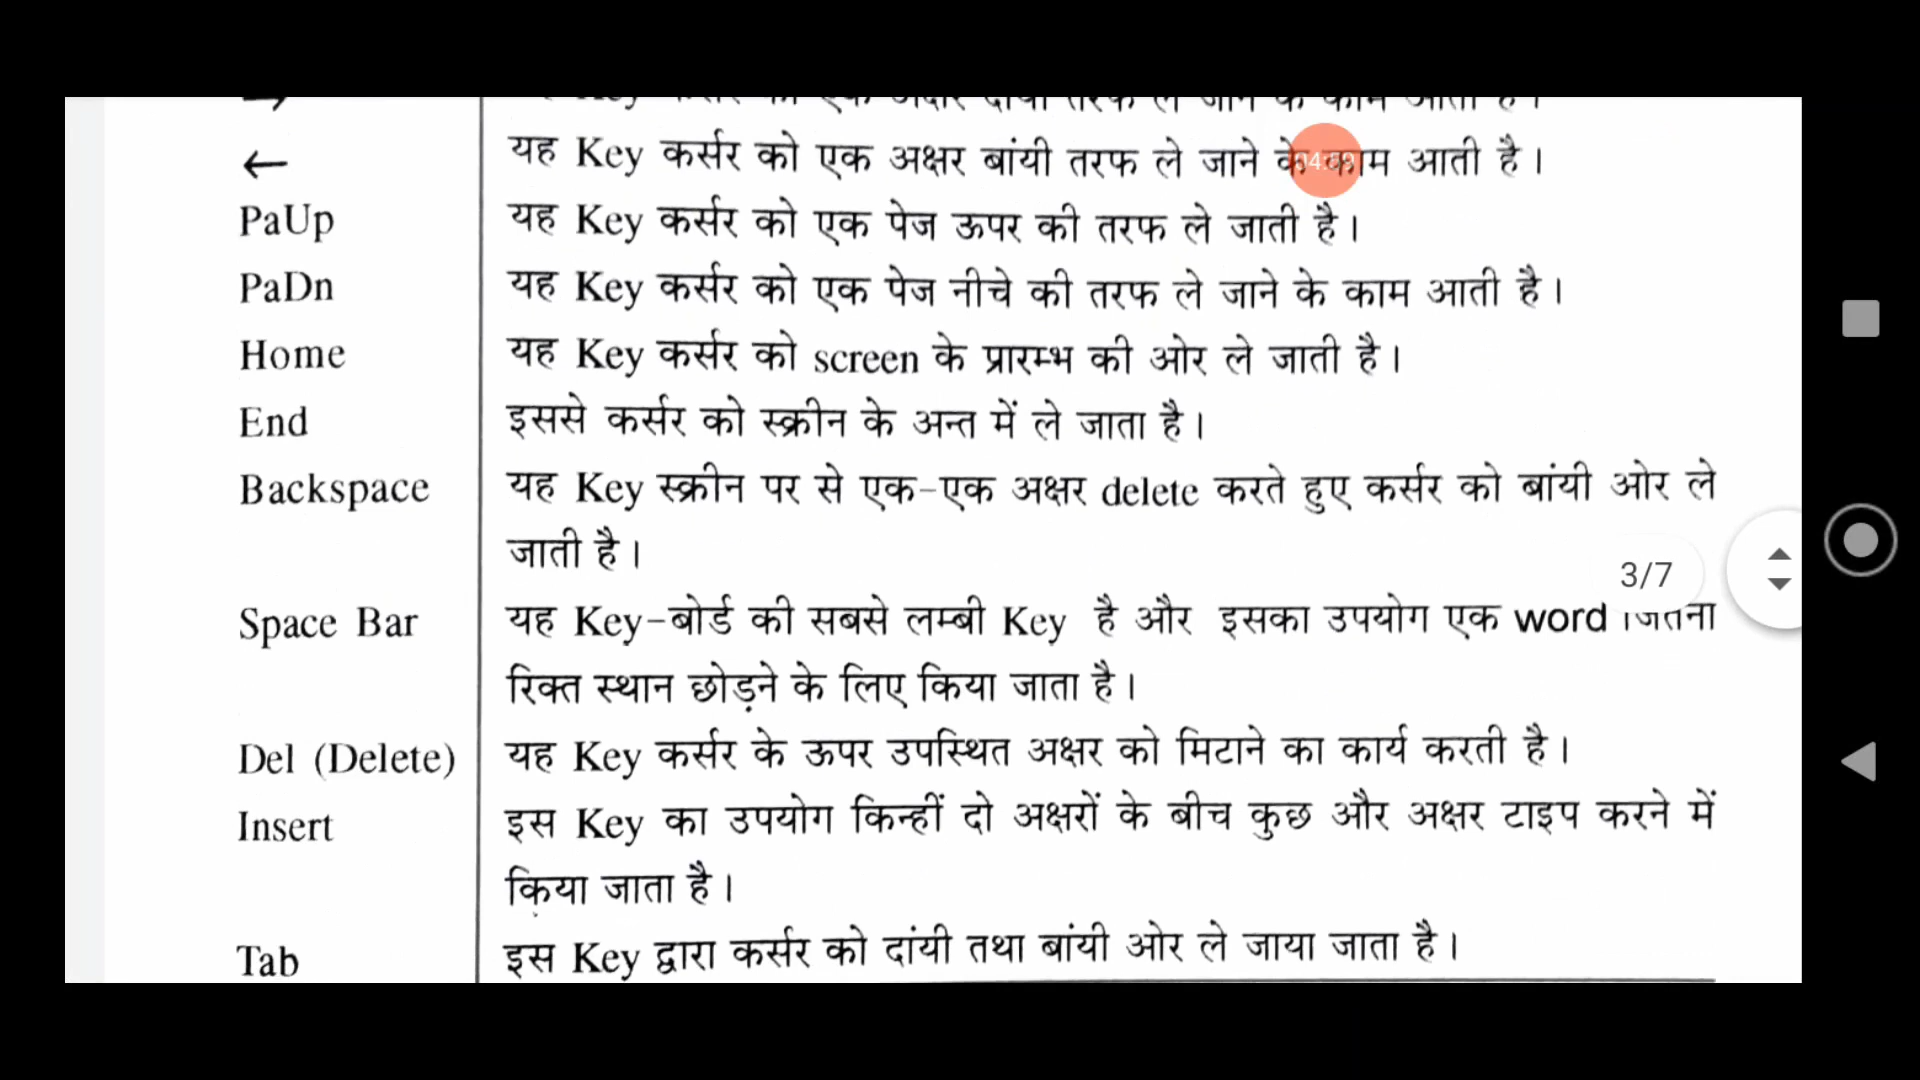 →
← यह Key कर्सर को एक अक्षर बांयी तरफ ले जाने के काम आती है।
PaUp यह Key कर्सर को एक पेज ऊपर की तरफ ले जाती है।
PaDn यह Key कर्सर को एक पेज नीचे की तरफ ले जाने के काम आती है।
Home यह Key कर्सर को screen के प्रारम्भ की ओर ले जाती है।
End इससे कर्सर को स्क्रीन के अन्त में ले जाता है।
Backspace यह Key स्क्रीन पर से एक-एक अक्षर delete करते हुए कर्सर को बांयी ओर ले
जाती है।
3/7
Space Bar यह Key-बोर्ड की सबसे लम्बी Key है और इसका उपयोग एक word जितना
रिक्त स्थान छोड़ने के लिए किया जाता है।
Del (Delete) यह Key कर्सर के ऊपर उपस्थित अक्षर को मिटाने का कार्य करती है।
Insert इस Key का उपयोग किन्हीं दो अक्षरों के बीच कुछ और अक्षर टाइप करने में
किया जाता है।
Tab इस Key द्वारा कर्सर को दांयी तथा बांयी ओर ले जाया जाता है।